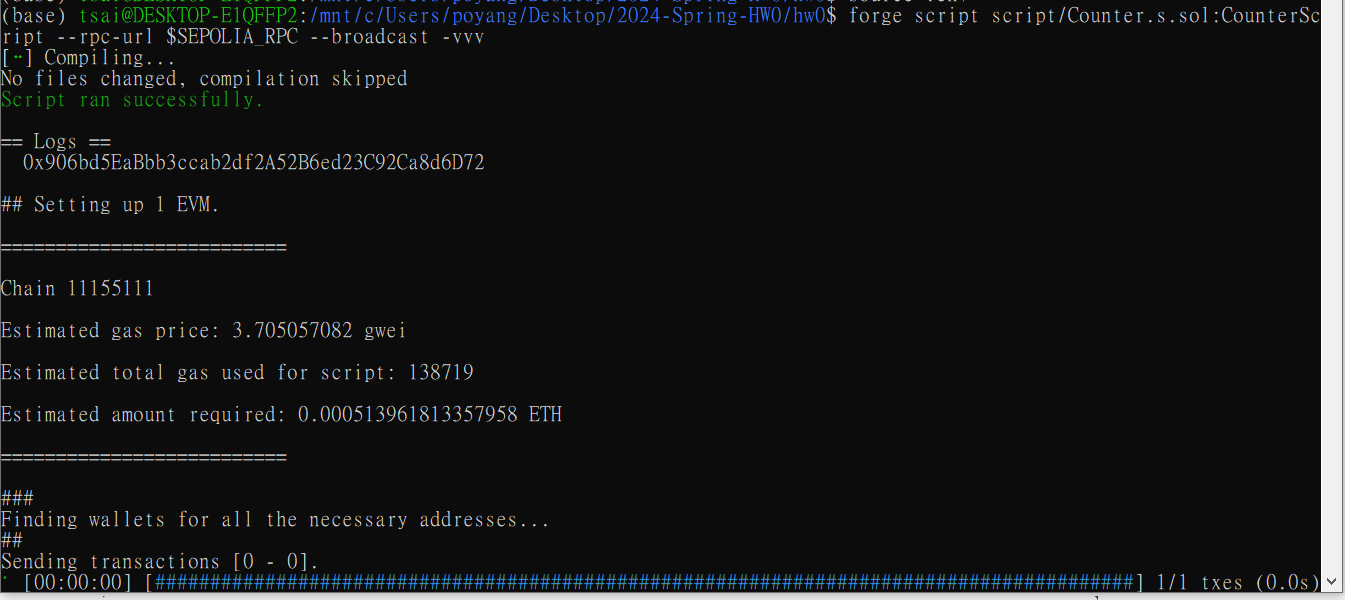 (base) tsai@DESKTOP-E1QFFP2:/mnt/c/Users/poyang/Desktop/2024-Spring-HW0/hw0$ forge script script/Counter.s.sol:CounterSc
ript --rpc-url $SEPOLIA_RPC --broadcast -vvv
[⠒] Compiling...
No files changed, compilation skipped
Script ran successfully.
== Logs ==
0x906bd5EaBbb3ccab2df2A52B6ed23C92Ca8d6D72
## Setting up 1 EVM.
==========================
Chain 11155111
Estimated gas price: 3.705057082 gwei
Estimated total gas used for script: 138719
Estimated amount required: 0.000513961813357958 ETH
==========================
###
Finding wallets for all the necessary addresses...
##
Sending transactions [0 - 0].
⠁ [00:00:00] [#########################################################################################] 1/1 txes (0.0s)